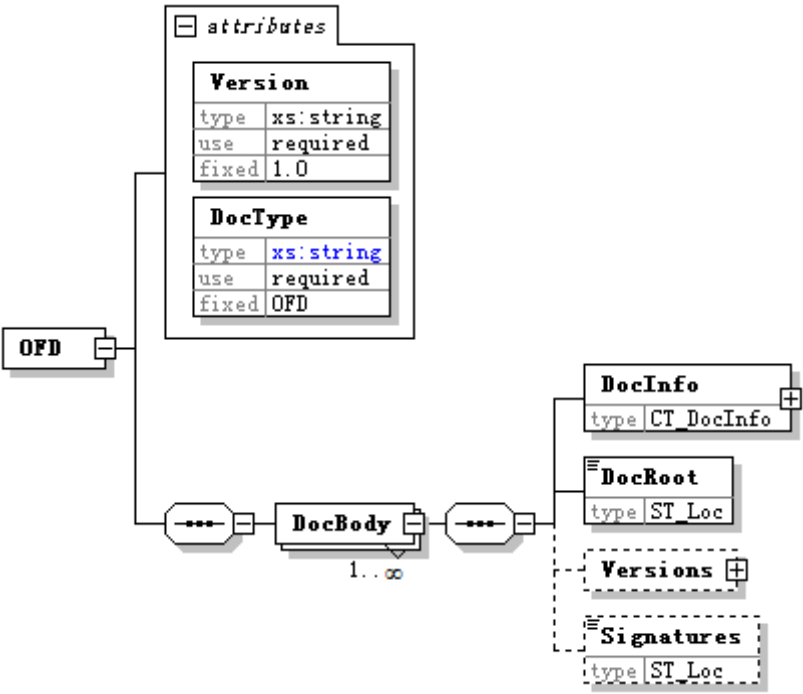 attributes
Version
type xs:string
use required
fixed 1.0
DocType
type xs:string
use required
fixed OFD
OFD
DocInfo
type CT_DocInfo
DocRoot
type ST_Loc
DocBody
1..∞
Versions
Signatures
type ST_Loc